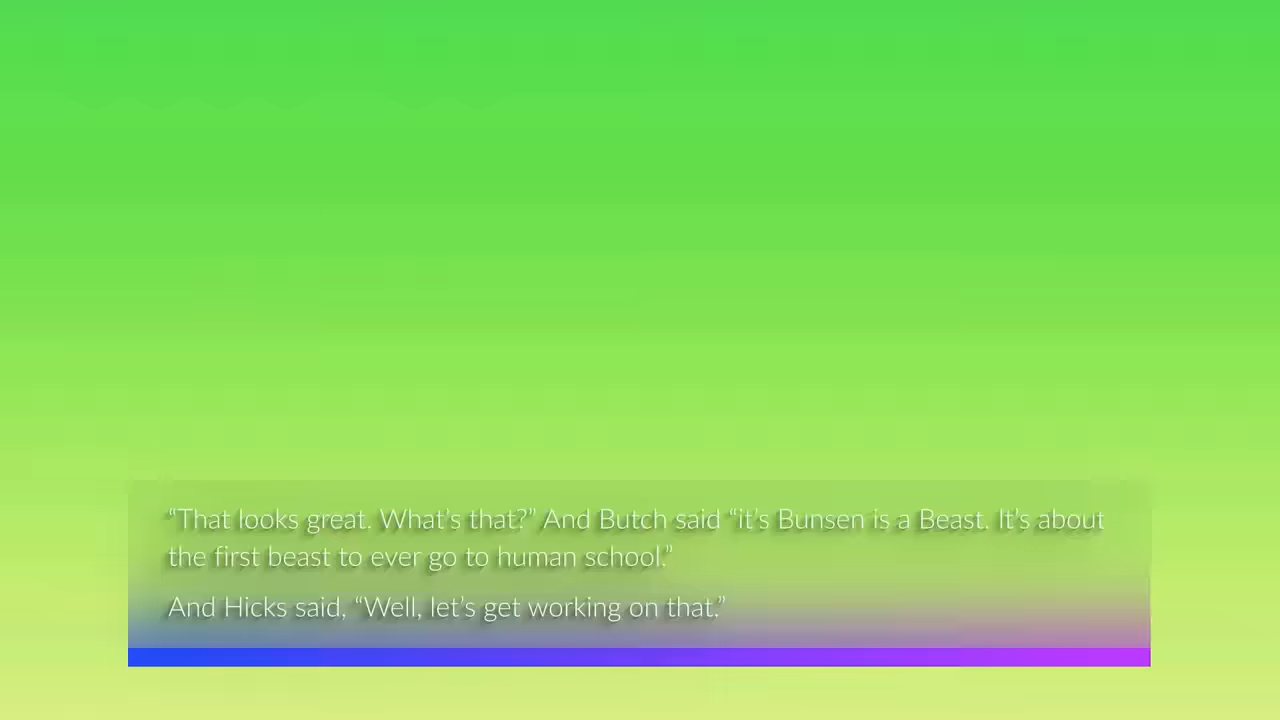 “That looks great. What’s that?” And Butch said “it’s Bunsen is a Beast. It’s about
the first beast to ever go to human school.”
And Hicks said, “Well, let’s get working on that.”